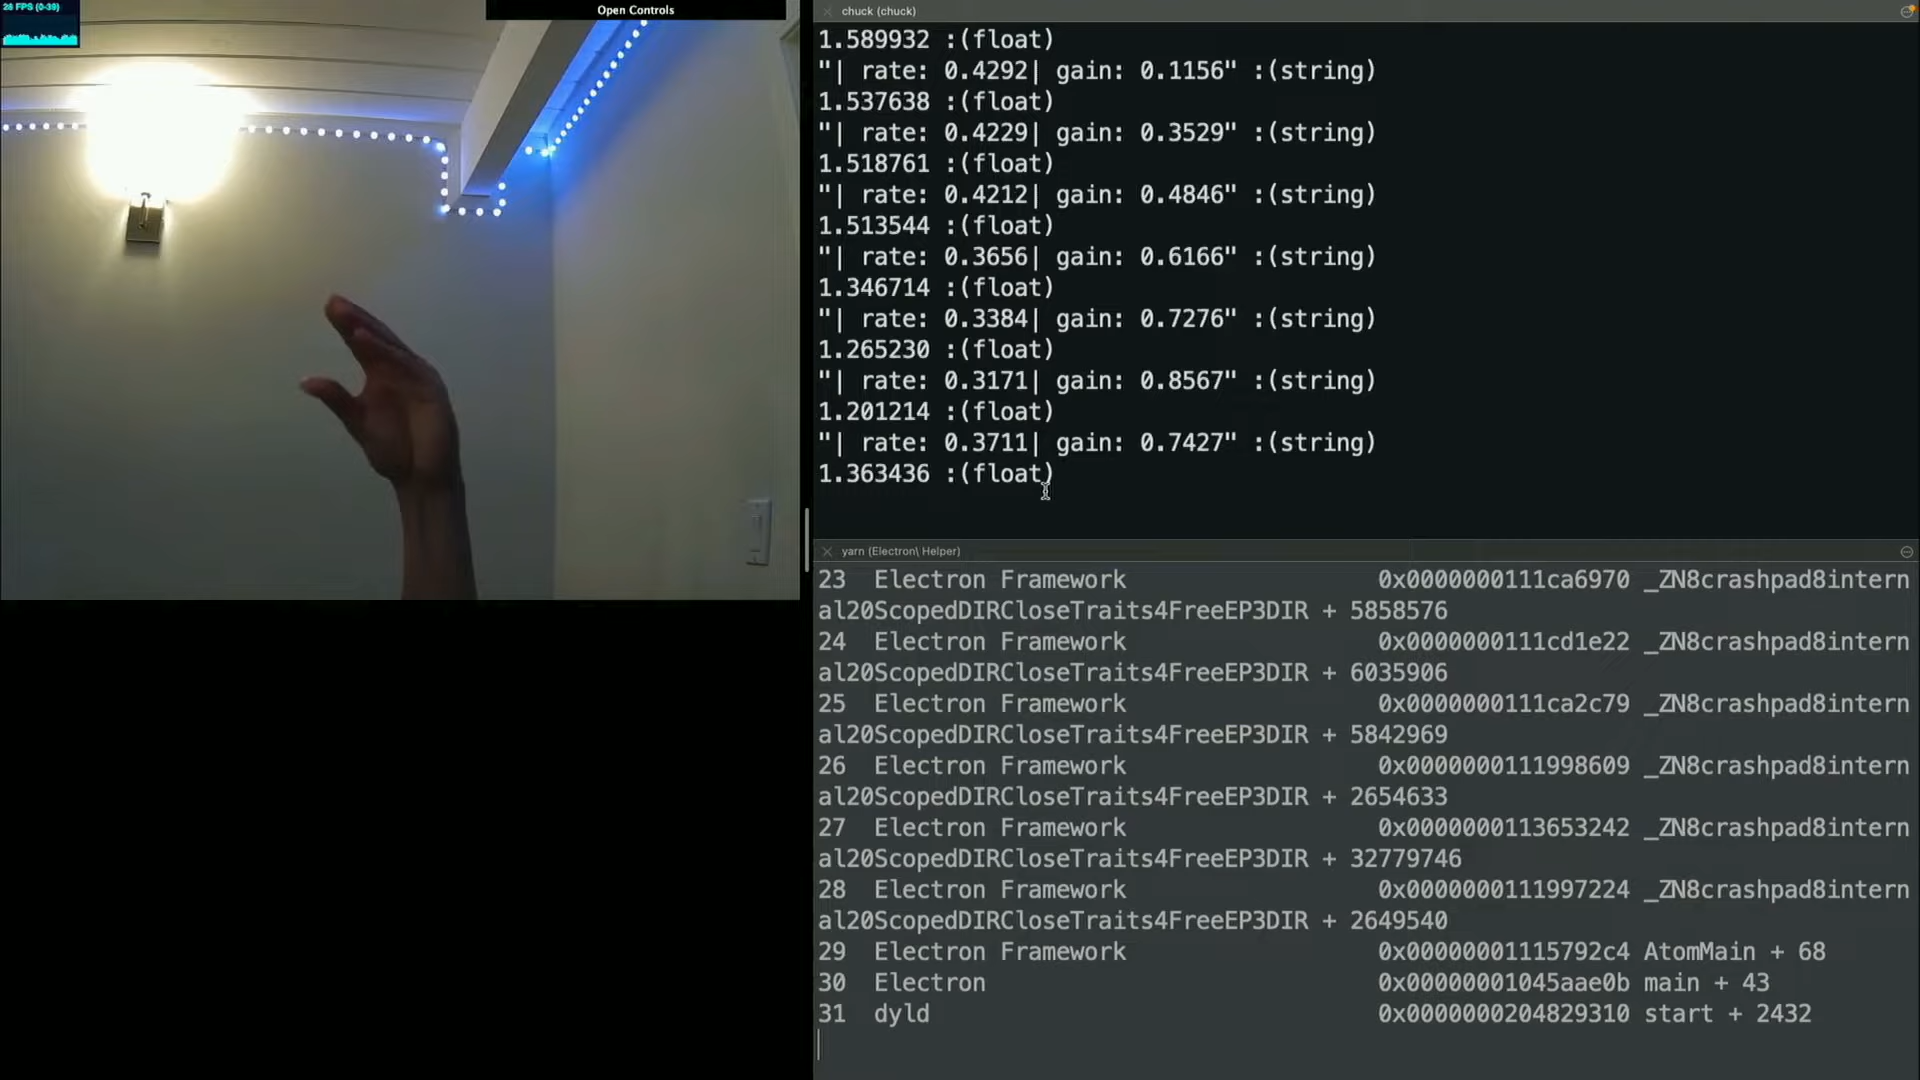 28 FPS (0-39)
Open Controls
chuck (chuck)
1.589932 :(float)
"| rate: 0.4292| gain: 0.1156" :(string)
1.537638 :(float)
"| rate: 0.4229| gain: 0.3529" :(string)
1.518761 :(float)
"| rate: 0.4212| gain: 0.4846" :(string)
1.513544 :(float)
"| rate: 0.3656| gain: 0.6166" :(string)
1.346714 :(float)
"| rate: 0.3384| gain: 0.7276" :(string)
1.265230 :(float)
"| rate: 0.3171| gain: 0.8567" :(string)
1.201214 :(float)
"| rate: 0.3711| gain: 0.7427" :(string)
1.363436 :(float)
yarn (Electron\ Helper)
23 Electron Framework 0x0000000111ca6970 _ZN8crashpad8intern
al20ScopedDIRCloseTraits4FreeEP3DIR + 5858576
24 Electron Framework 0x0000000111cd1e22 _ZN8crashpad8intern
al20ScopedDIRCloseTraits4FreeEP3DIR + 6035906
25 Electron Framework 0x0000000111ca2c79 _ZN8crashpad8intern
al20ScopedDIRCloseTraits4FreeEP3DIR + 5842969
26 Electron Framework 0x0000000111998609 _ZN8crashpad8intern
al20ScopedDIRCloseTraits4FreeEP3DIR + 2654633
27 Electron Framework 0x0000000113653242 _ZN8crashpad8intern
al20ScopedDIRCloseTraits4FreeEP3DIR + 32779746
28 Electron Framework 0x0000000111997224 _ZN8crashpad8intern
al20ScopedDIRCloseTraits4FreeEP3DIR + 2649540
29 Electron Framework 0x00000001115792c4 AtomMain + 68
30 Electron 0x00000001045aae0b main + 43
31 dyld 0x0000000204829310 start + 2432